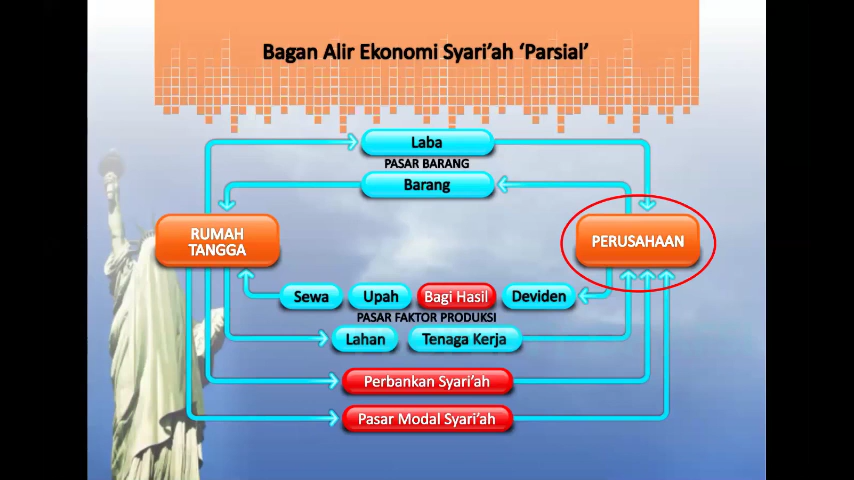 Bagan Alir Ekonomi Syari'ah 'Parsial'
Laba
PASAR BARANG
Barang
RUMAH
TANGGA
PERUSAHAAN
Sewa
Upah
Bagi Hasil
Deviden
PASAR FAKTOR PRODUKSI
Lahan
Tenaga Kerja
Perbankan Syari'ah
Pasar Modal Syari'ah